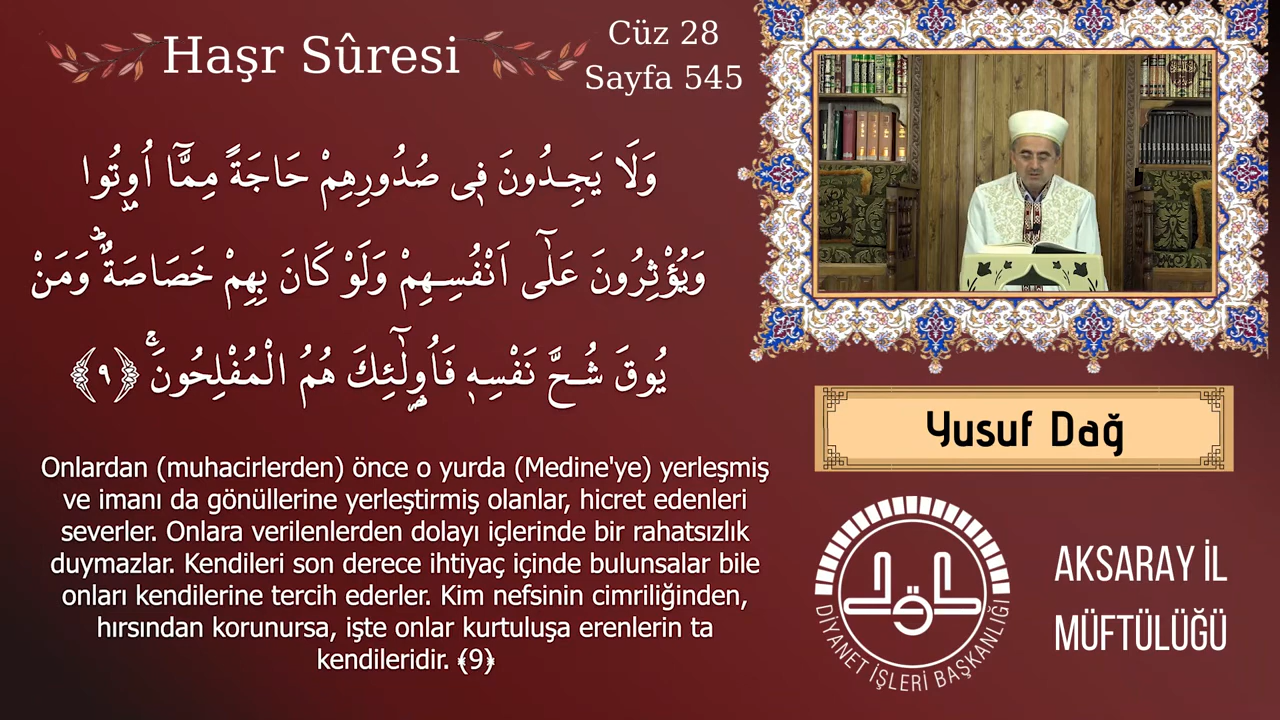 Haşr Sûresi
Cüz 28
Sayfa 545
وَلَا يَجِدُونَ فٖى صُدُورِهِمْ حَاجَةً مِمَّٓا اُو۫تُوا
وَيُؤْثِرُونَ عَلٰٓى اَنْفُسِهِمْ وَلَوْ كَانَ بِهِمْ خَصَاصَةٌؕ وَمَنْ
يُوقَ شُحَّ نَفْسِهٖ فَاُو۬لٰٓئِكَ هُمُ الْمُفْلِحُونَۚ ﴿٩﴾
Onlardan (muhacirlerden) önce o yurda (Medine'ye) yerleşmiş
ve imanı da gönüllerine yerleştirmiş olanlar, hicret edenleri
severler. Onlara verilenlerden dolayı içlerinde bir rahatsızlık
duymazlar. Kendileri son derece ihtiyaç içinde bulunsalar bile
onları kendilerine tercih ederler. Kim nefsinin cimriliğinden,
hırsından korunursa, işte onlar kurtuluşa erenlerin ta
kendileridir. ﴾9﴿
Yusuf Dağ
DİYANET İŞLERİ BAŞKANLIĞI
AKSARAY İL
MÜFTÜLÜĞÜ